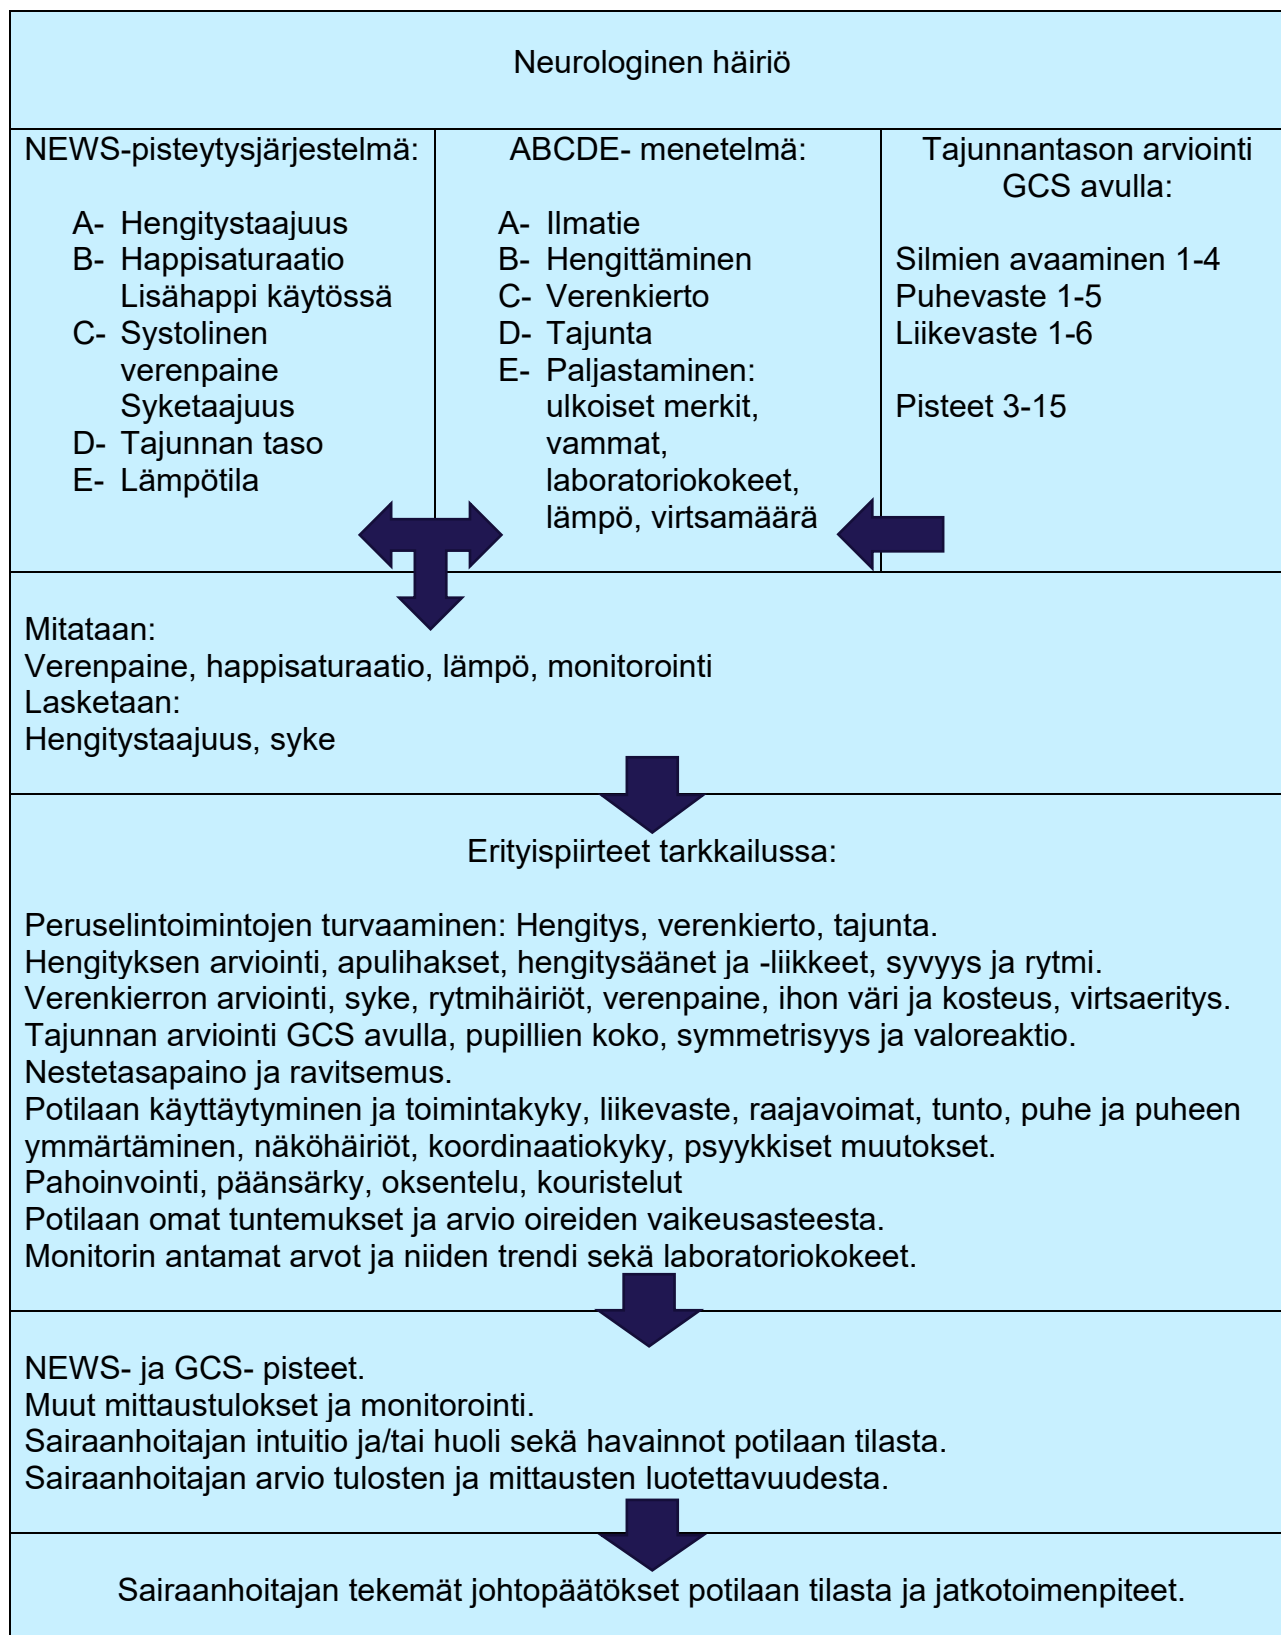 Neurologinen häiriö
NEWS-pisteytysjärjestelmä:
A- Hengitystaajuus
B- Happisaturaatio
Lisähappi käytössä
C- Systolinen
verenpaine
Syketaajuus
D- Tajunnan taso
E- Lämpötila
ABCDE- menetelmä:
A- Ilmatie
B- Hengittäminen
C- Verenkierto
D- Tajunta
E- Paljastaminen:
ulkoiset merkit,
vammat,
laboratoriokokeet,
lämpö, virtsamäärä
Tajunnantason arviointi
GCS avulla:
Silmien avaaminen 1-4
Puhevaste 1-5
Liikevaste 1-6
Pisteet 3-15
Mitataan:
Verenpaine, happisaturaatio, lämpö, monitorointi
Lasketaan:
Hengitystaajuus, syke
Erityispiirteet tarkkailussa:
Peruselintoimintojen turvaaminen: Hengitys, verenkierto, tajunta.
Hengityksen arviointi, apulihakset, hengitysäänet ja -liikkeet, syvyys ja rytmi.
Verenkierron arviointi, syke, rytmihäiriöt, verenpaine, ihon väri ja kosteus, virtsaeritys.
Tajunnan arviointi GCS avulla, pupillien koko, symmetrisyys ja valoreaktio.
Nestetasapaino ja ravitsemus.
Potilaan käyttäytyminen ja toimintakyky, liikevaste, raajavoimat, tunto, puhe ja puheen
ymmärtäminen, näköhäiriöt, koordinaatiokyky, psyykkiset muutokset.
Pahoinvointi, päänsärky, oksentelu, kouristelut
Potilaan omat tuntemukset ja arvio oireiden vaikeusasteesta.
Monitorin antamat arvot ja niiden trendi sekä laboratoriokokeet.
NEWS- ja GCS- pisteet.
Muut mittaustulokset ja monitorointi.
Sairaanhoitajan intuitio ja/tai huoli sekä havainnot potilaan tilasta.
Sairaanhoitajan arvio tulosten ja mittausten luotettavuudesta.
Sairaanhoitajan tekemät johtopäätökset potilaan tilasta ja jatkotoimenpiteet.